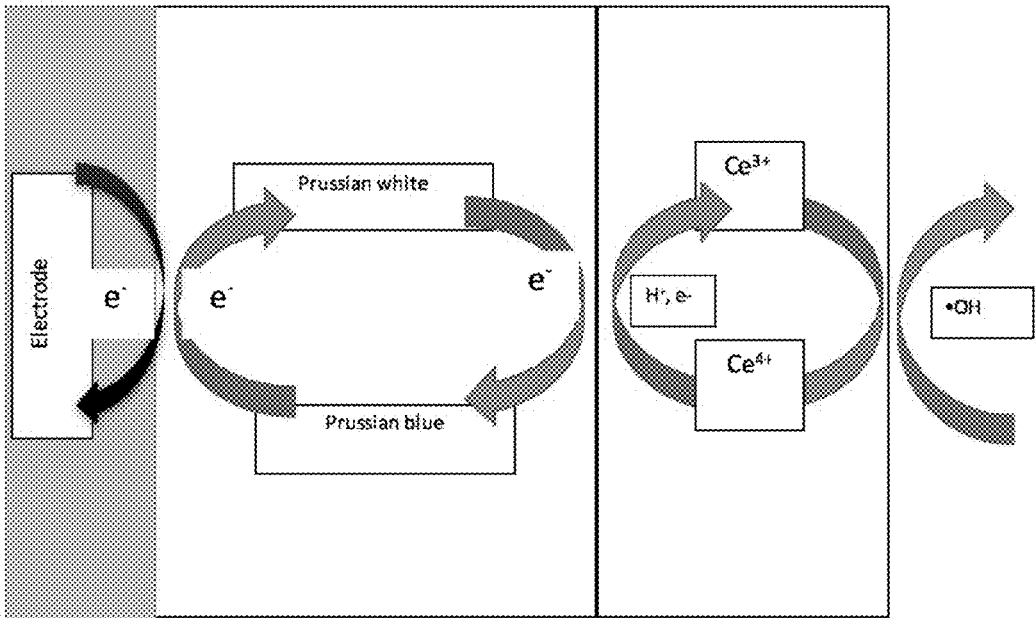 Electrode
e⁻
e⁻
Prussian white
Prussian blue
e⁻
Ce³⁺
H⁺, e-
Ce⁴⁺
•OH